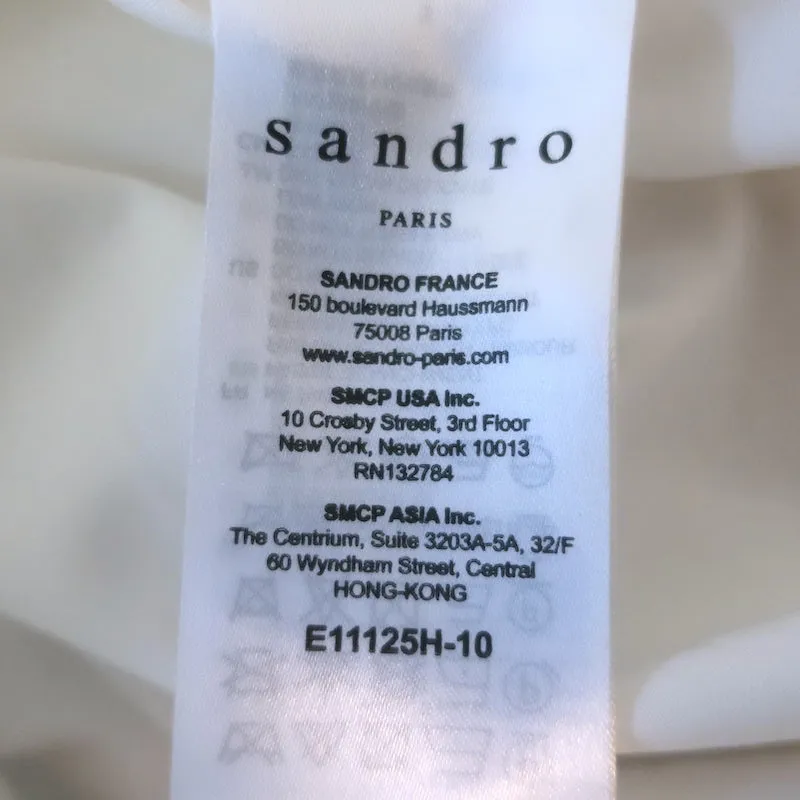 sandro
PARIS
SANDRO FRANCE
150 boulevard Haussmann
75008 Paris
www.sandro-paris.com
SMCP USA Inc.
10 Crosby Street, 3rd Floor
New York, New York 10013
RN132784
SMCP ASIA Inc.
The Centrium, Suite 3203A-5A, 32/F
60 Wyndham Street, Central
HONG-KONG
E11125H-10